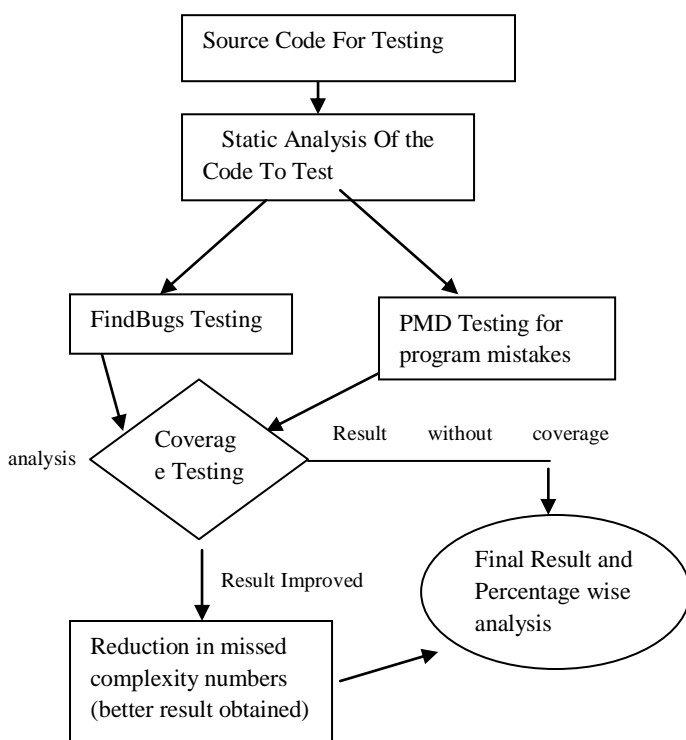 Source Code For Testing
Static Analysis Of the
Code To Test
FindBugs Testing
PMD Testing for
program mistakes
Coverag
e Testing
Result without coverage
analysis
Final Result and
Percentage wise
analysis
Result Improved
Reduction in missed
complexity numbers
(better result obtained)